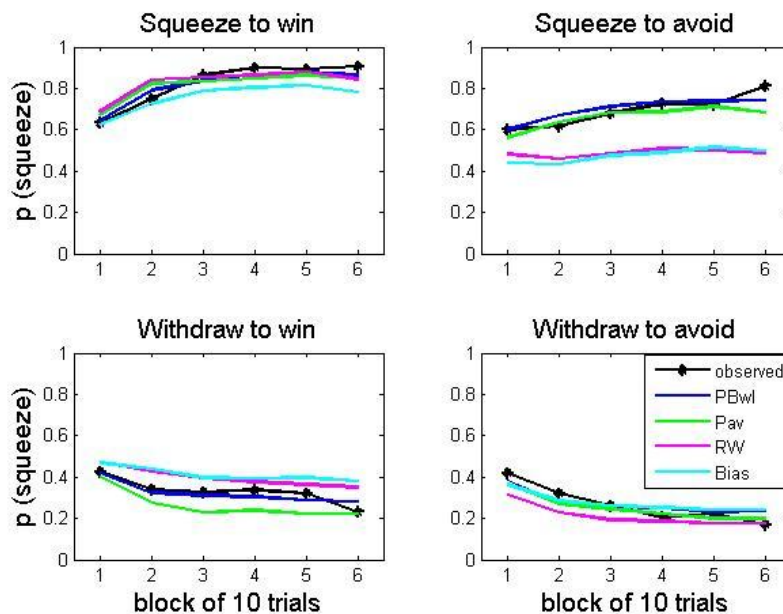 Squeeze to win
Squeeze to avoid
p (squeeze)
1
0.8
0.6
0.4
0.2
0
1 2 3 4 5 6
1
0.8
0.6
0.4
0.2
0
1 2 3 4 5 6
Withdraw to win
Withdraw to avoid
p (squeeze)
1
0.8
0.6
0.4
0.2
0
1 2 3 4 5 6
block of 10 trials
1
0.8
0.6
0.4
0.2
0
1 2 3 4 5 6
block of 10 trials
observed
PBwl
Pav
RW
Bias